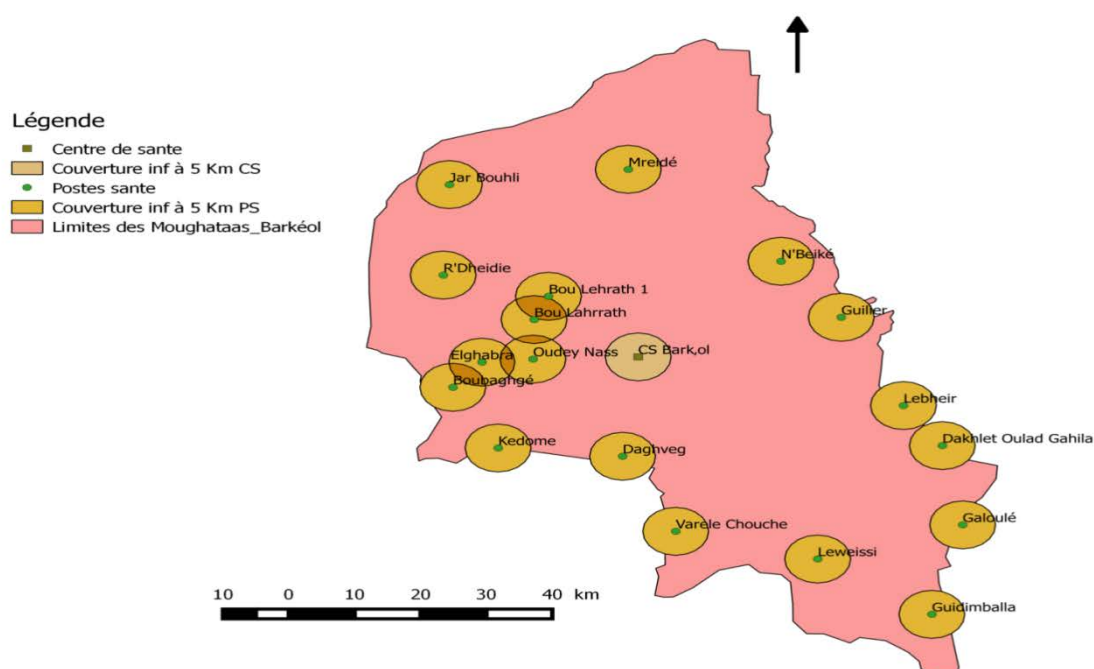 Légende
Centre de sante
Couverture inf à 5 Km CS
Postes sante
Couverture inf à 5 Km PS
Limites des Moughataas_Barkéol
Mreidé
Jar Bouhli
N'Beiké
R'Dheidie
Bou Lehrath 1
Guiller
Bou Lahrrath
CS Bark,ol
Oudey Nass
Elghabra
Boubaghgé
Lebheir
Dakhlet Oulad Gahila
Kedome
Daghveg
Galoulé
Varele Chouche
Leweissi
Guidimballa
10 0 10 20 30 40 km